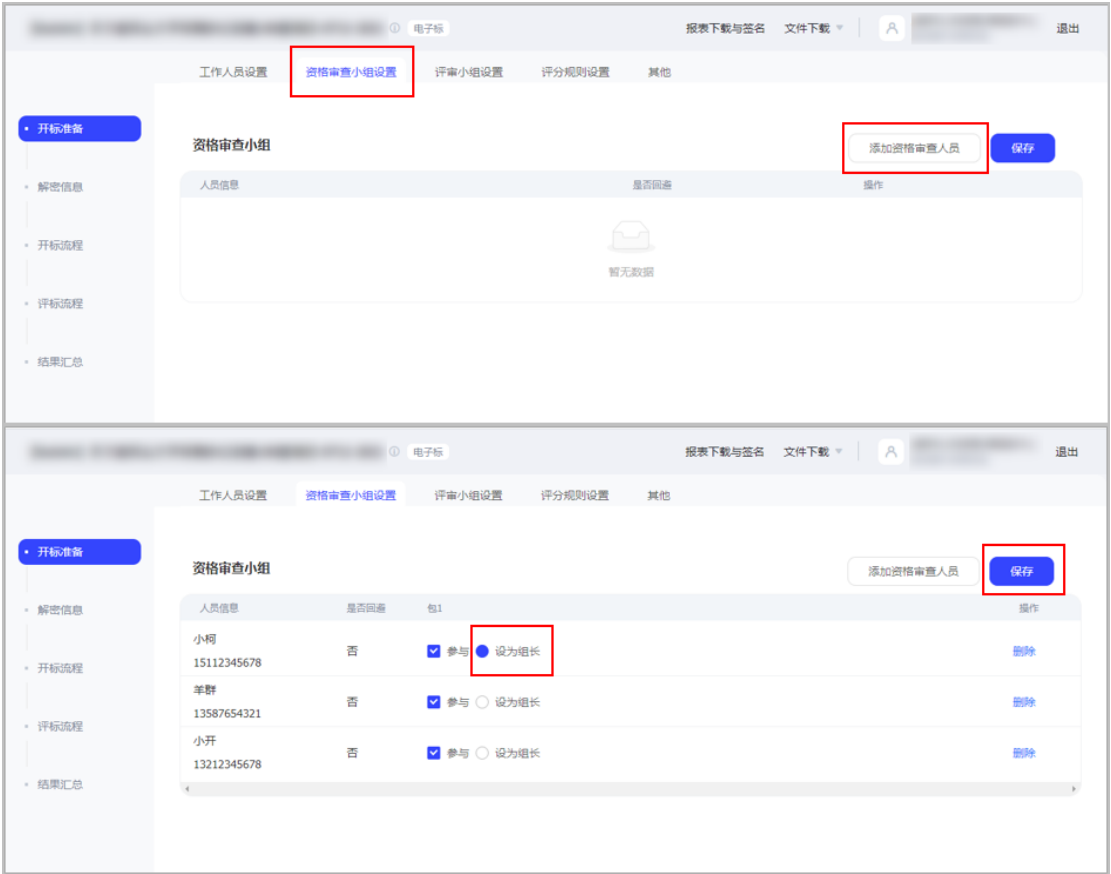 电子标 报表下载与签名 文件下载 退出
工作人员设置 资格审查小组设置 评审小组设置 评分规则设置 其他
开标准备
资格审查小组 添加资格审查人员 保存
人员信息 是否回避 操作
解密信息
开标流程
暂无数据
评标流程
结果汇总
电子标 报表下载与签名 文件下载 退出
工作人员设置 资格审查小组设置 评审小组设置 评分规则设置 其他
开标准备
资格审查小组 添加资格审查人员 保存
人员信息 是否回避 包1 操作
解密信息
小柯
15112345678
否 参与 设为组长 删除
开标流程
羊群
13587654321
否 参与 设为组长 删除
评标流程
小开
13212345678
否 参与 设为组长 删除
结果汇总